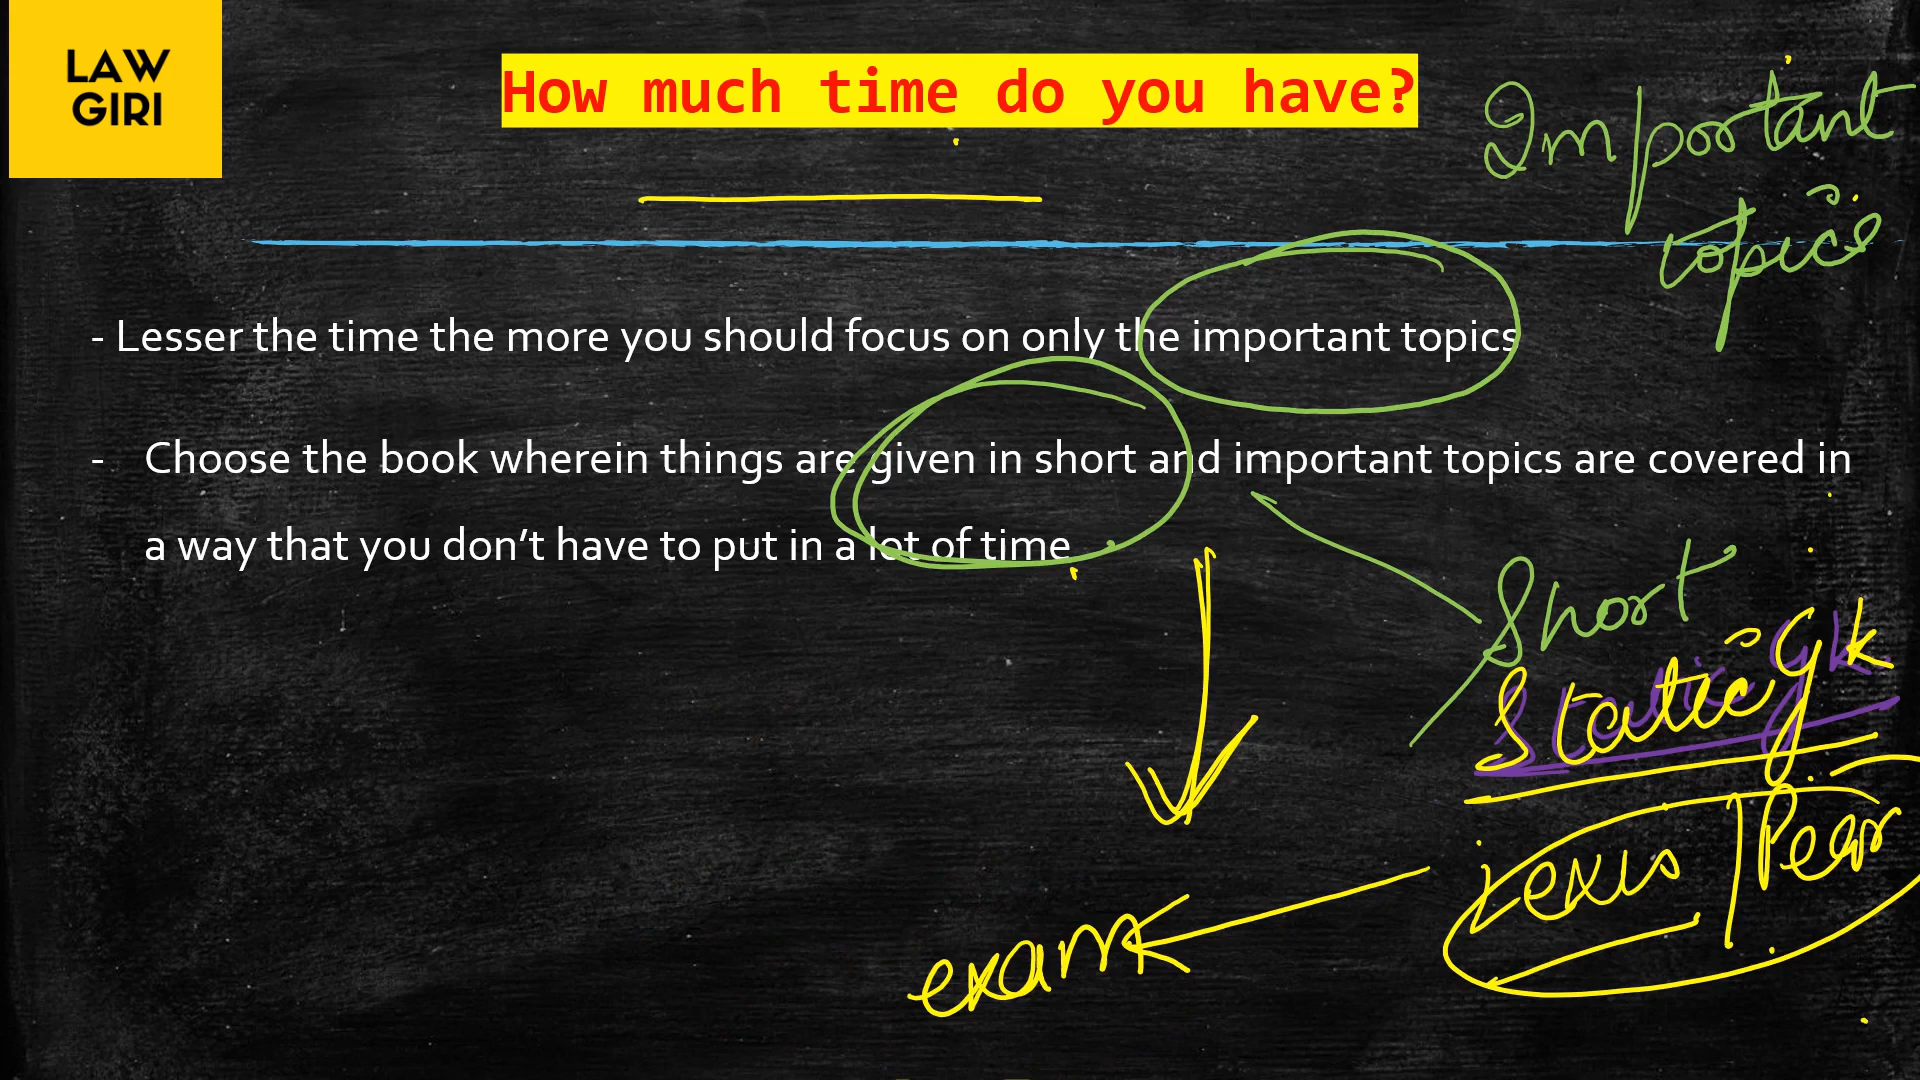 LAW
GIRI
How much time do you have?
Important
topics
- Lesser the time the more you should focus on only the important topics
- Choose the book wherein things are given in short and important topics are covered in
a way that you don’t have to put in a lot of time
Short
Static Gk
Lexis | Pear
exam